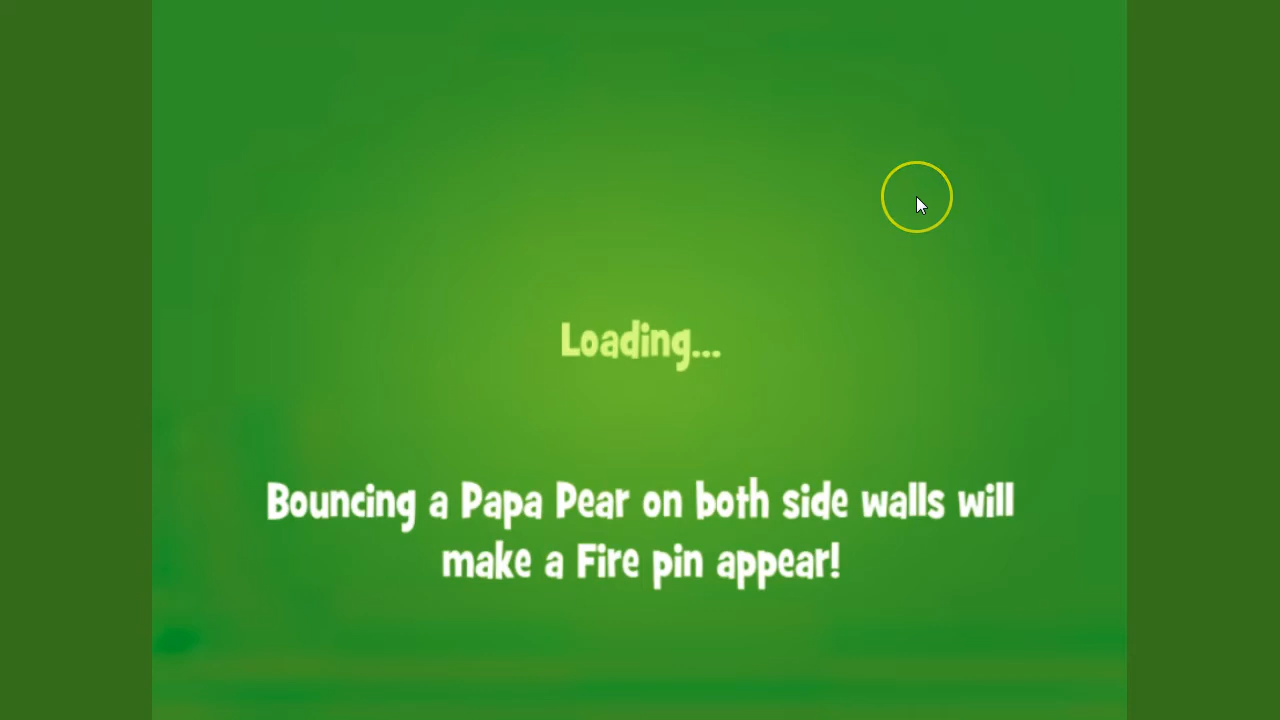 Loading...
Bouncing a Papa Pear on both side walls will
make a Fire pin appear!